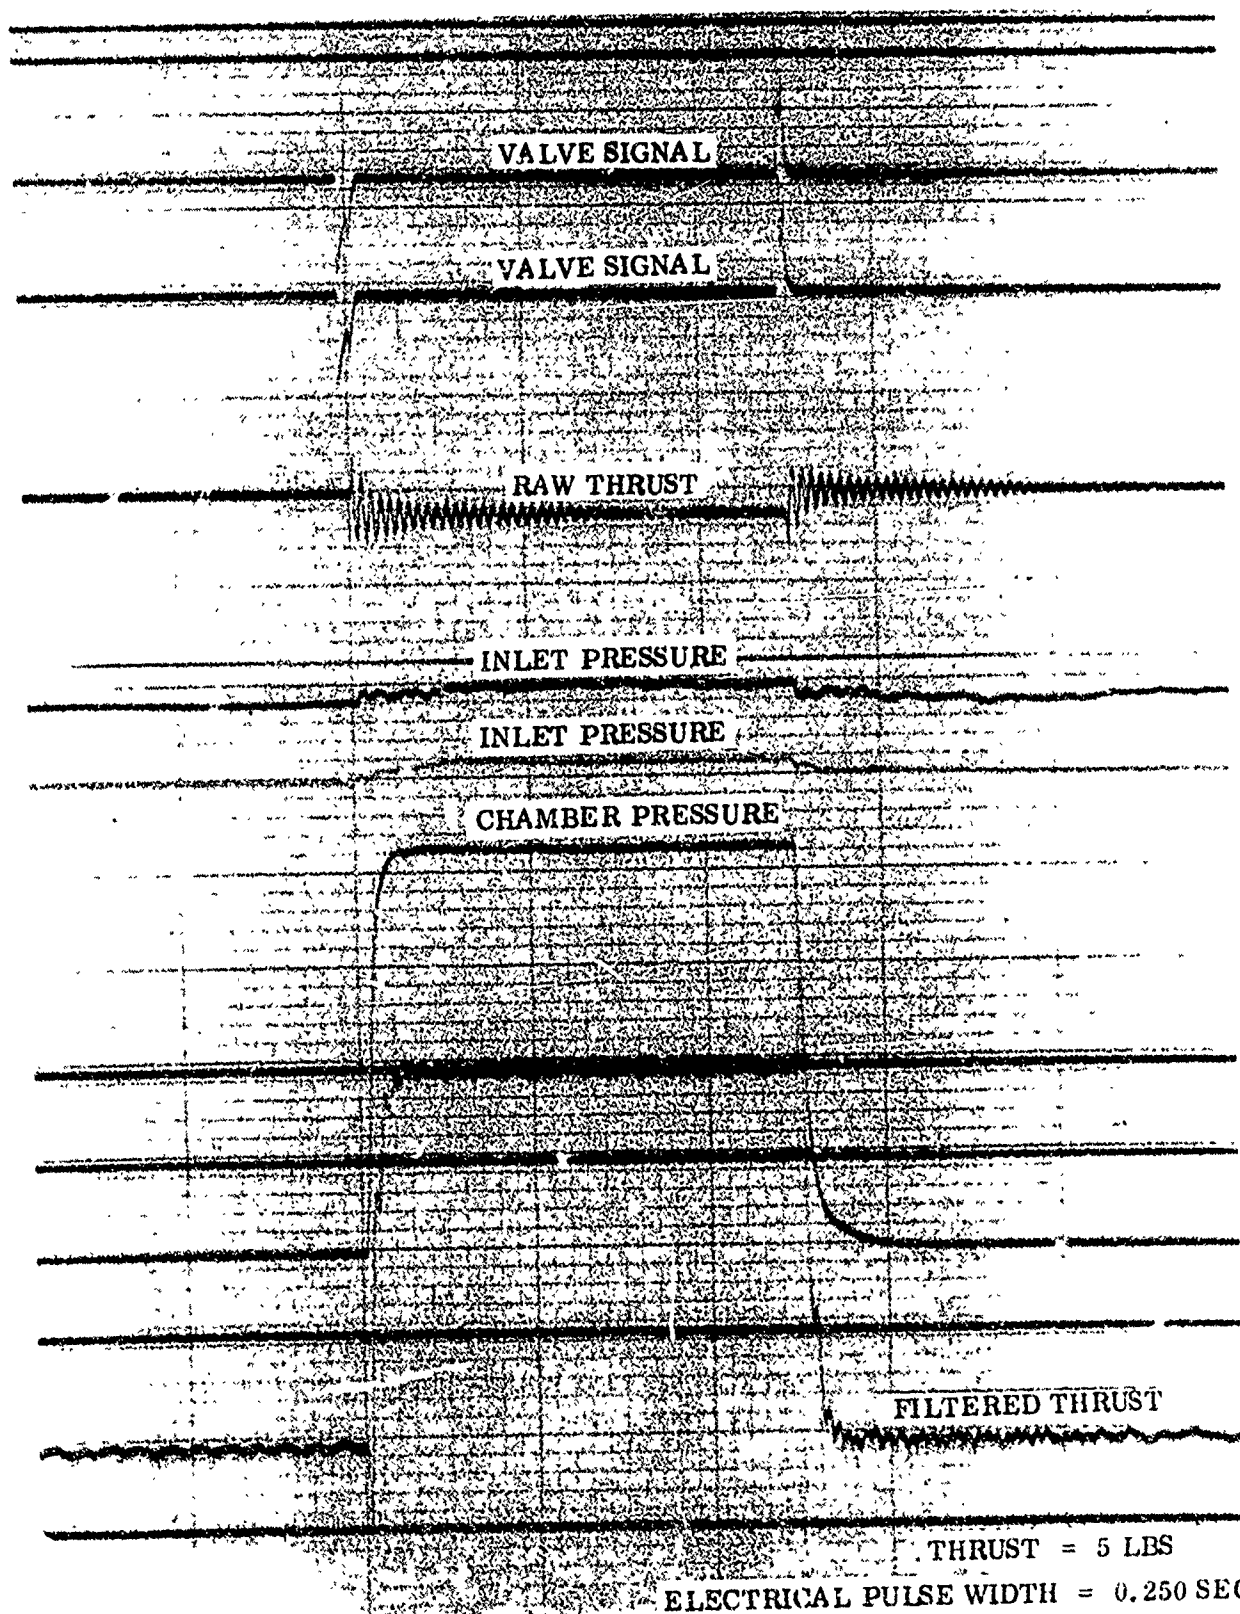 VALVE SIGNAL
VALVE SIGNAL
RAW THRUST
INLET PRESSURE
INLET PRESSURE
CHAMBER PRESSURE
FILTERED THRUST
THRUST = 5 LBS
ELECTRICAL PULSE WIDTH = 0.250 SEC